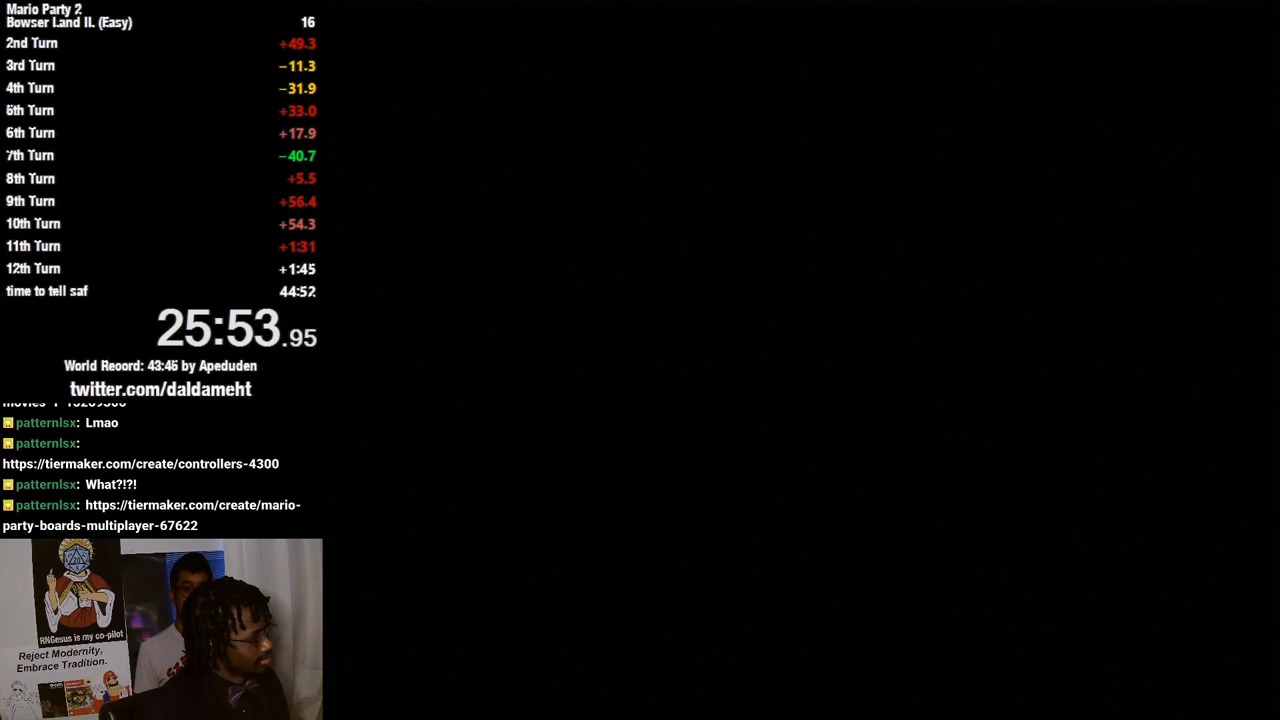 Mario Party 2
Bowser Land II. (Easy) 16
2nd Turn +49.3
3rd Turn −11.3
4th Turn −31.9
5th Turn +33.0
6th Turn +17.9
7th Turn −40.7
8th Turn +5.5
9th Turn +56.4
10th Turn +54.3
11th Turn +1:31
12th Turn +1:45
time to tell saf 44:52
25:53.95
World Record: 43:45 by Apeduden
twitter.com/daldameht
patternlsx: Lmao
patternlsx:
https://tiermaker.com/create/controllers-4300
patternlsx: What?!?!
patternlsx: https://tiermaker.com/create/mario-
party-boards-multiplayer-67622
RNGesus is my co-pilot
Reject Modernity,
Embrace Tradition.